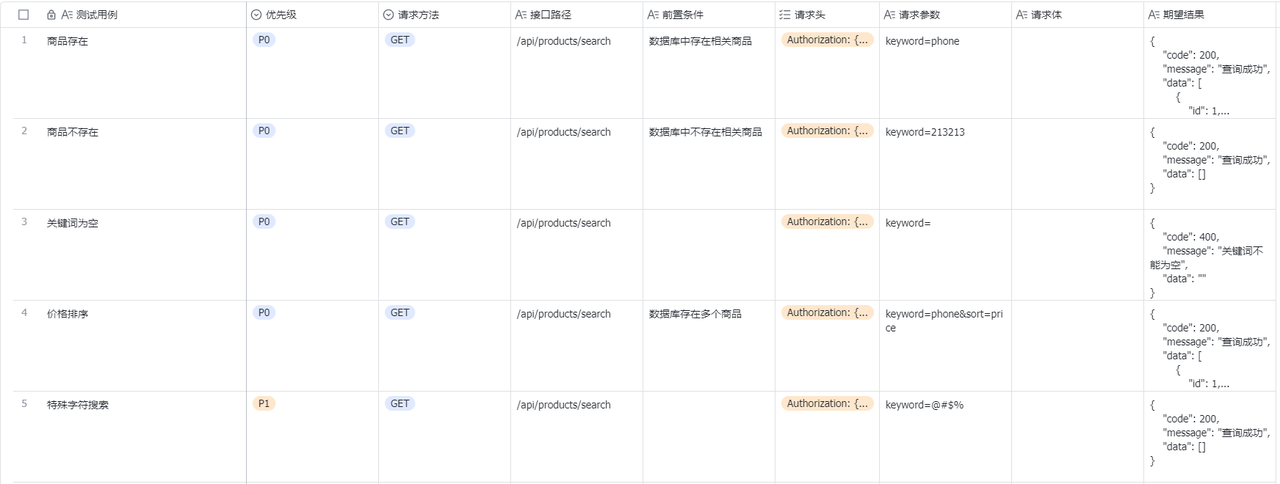 测试用例 优先级 请求方法 接口路径 前置条件 请求头 请求参数 请求体 期望结果
1 商品存在 P0 GET /api/products/search 数据库中存在相关商品 Authorization: {... keyword=phone {
"code": 200,
"message": "查询成功",
"data": [
{
"id": 1,...
2 商品不存在 P0 GET /api/products/search 数据库中不存在相关商品 Authorization: {... keyword=213213 {
"code": 200,
"message": "查询成功",
"data": []
}
3 关键词为空 P0 GET /api/products/search Authorization: {... keyword= {
"code": 400,
"message": "关键词不
能为空",
"data": ""
}
4 价格排序 P0 GET /api/products/search 数据库存在多个商品 Authorization: {... keyword=phone&sort=pri
ce
{
"code": 200,
"message": "查询成功",
"data": [
{
"id": 1,...
5 特殊字符搜索 P1 GET /api/products/search Authorization: {... keyword=@#$% {
"code": 200,
"message": "查询成功",
"data": []
}